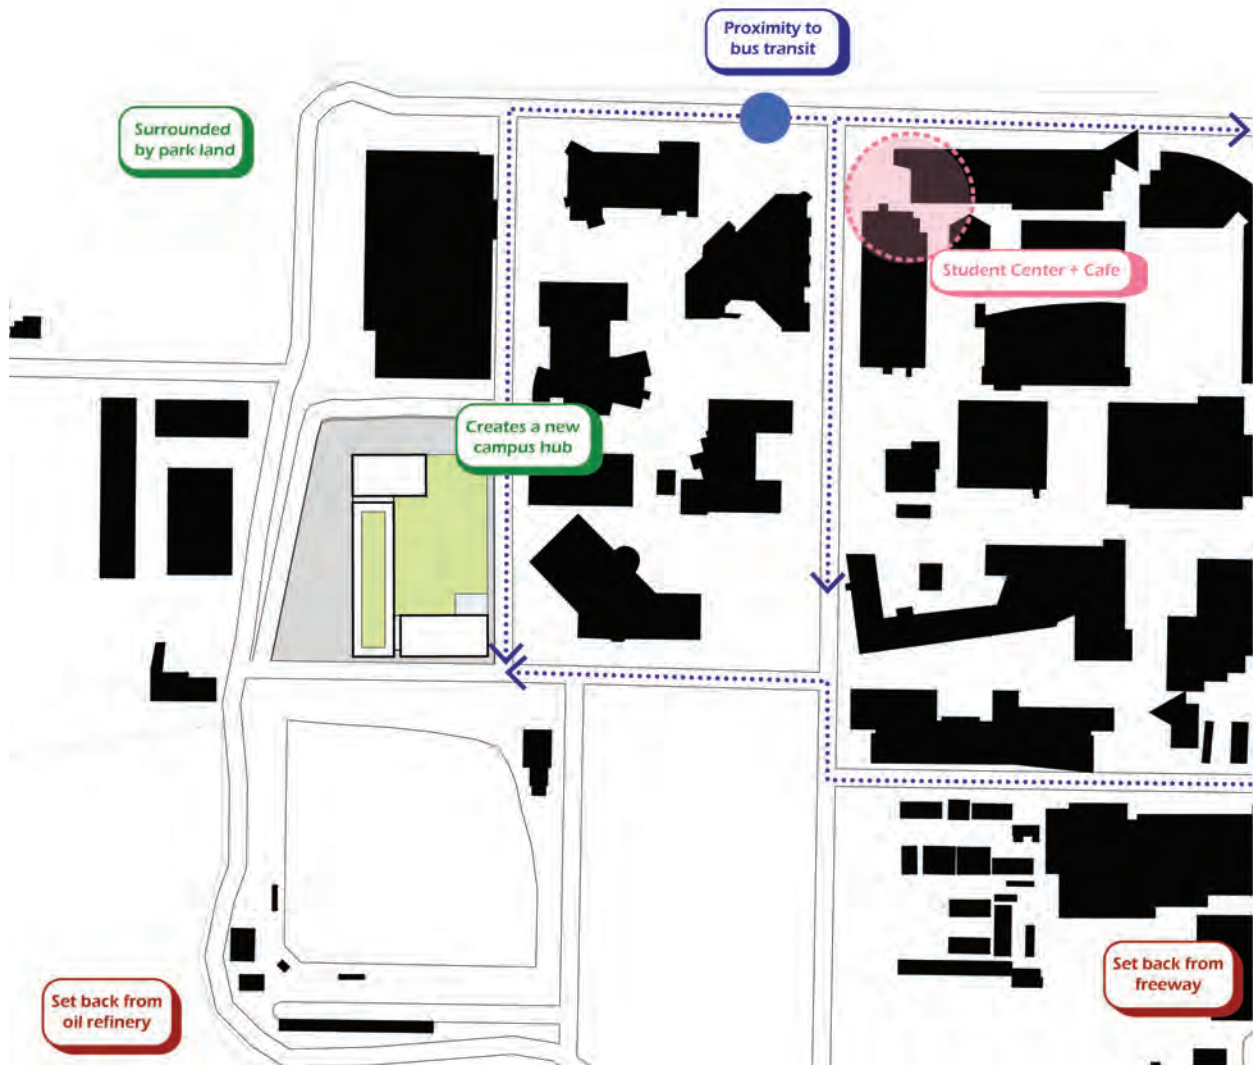 Proximity to
bus transit
Surrounded
by park land
Student Center + Cafe
Creates a new
campus hub
Set back from
oil refinery
Set back from
freeway